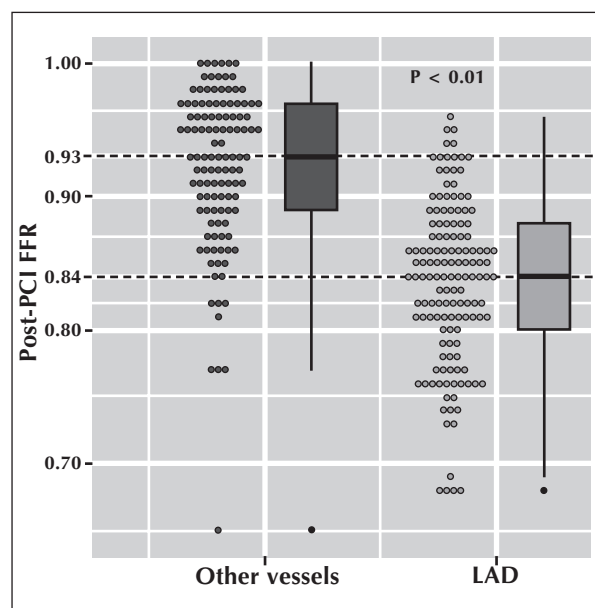 1.00
P < 0.01
0.93
0.90
0.84
0.80
0.70
Post-PCI FFR
Other vessels
LAD